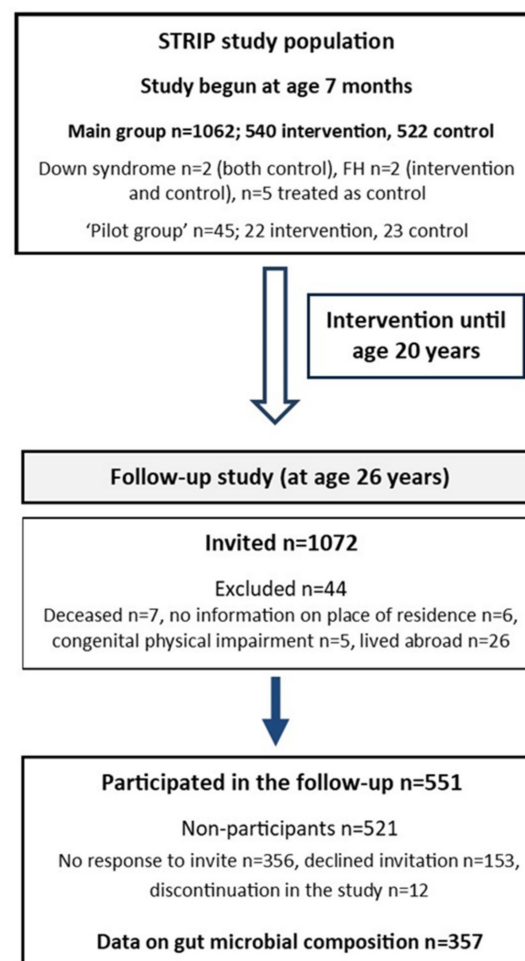 STRIP study population
Study begun at age 7 months
Main group n=1062; 540 intervention, 522 control
Down syndrome n=2 (both control), FH n=2 (intervention
and control), n=5 treated as control
‘Pilot group’ n=45; 22 intervention, 23 control
Intervention until
age 20 years
Follow-up study (at age 26 years)
Invited n=1072
Excluded n=44
Deceased n=7, no information on place of residence n=6,
congenital physical impairment n=5, lived abroad n=26
Participated in the follow-up n=551
Non-participants n=521
No response to invite n=356, declined invitation n=153,
discontinuation in the study n=12
Data on gut microbial composition n=357